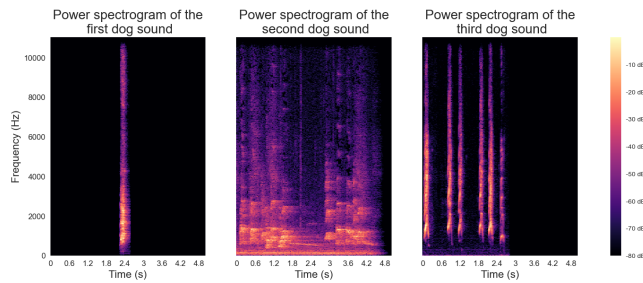 Power spectrogram of the
first dog sound
Power spectrogram of the
second dog sound
Power spectrogram of the
third dog sound
Frequency (Hz)
10000
8000
6000
4000
2000
0
0 0.6 1.2 1.8 2.4 3 3.6 4.2 4.8
0 0.6 1.2 1.8 2.4 3 3.6 4.2 4.8
0 0.6 1.2 1.8 2.4 3 3.6 4.2 4.8
Time (s)
Time (s)
Time (s)
-10 dB
-20 dB
-30 dB
-40 dB
-50 dB
-60 dB
-70 dB
-80 dB